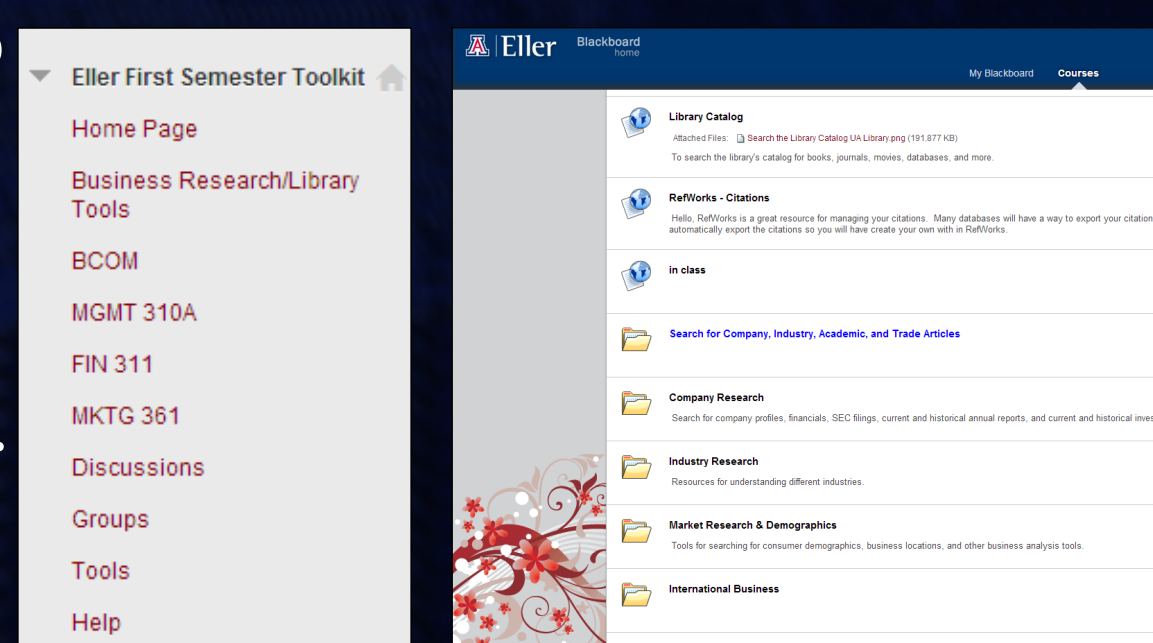 Eller First Semester Toolkit
Home Page
Business Research/Library
Tools
BCOM
MGMT 310A
FIN 311
MKTG 361
Discussions
Groups
Tools
Help
A Eller
Blackboard
home
My Blackboard Courses
Library Catalog
Attached Files: Search the Library Catalog UA Library.png (191.877 KB)
To search the library's catalog for books, journals, movies, databases, and more.
RefWorks - Citations
Hello, RefWorks is a great resource for managing your citations. Many databases will have a way to export your citation
automatically export the citations so you will have create your own with in RefWorks.
in class
Search for Company, Industry, Academic, and Trade Articles
Company Research
Search for company profiles, financials, SEC filings, current and historical annual reports, and current and historical inves
Industry Research
Resources for understanding different industries.
Market Research & Demographics
Tools for searching for consumer demographics, business locations, and other business analysis tools.
International Business